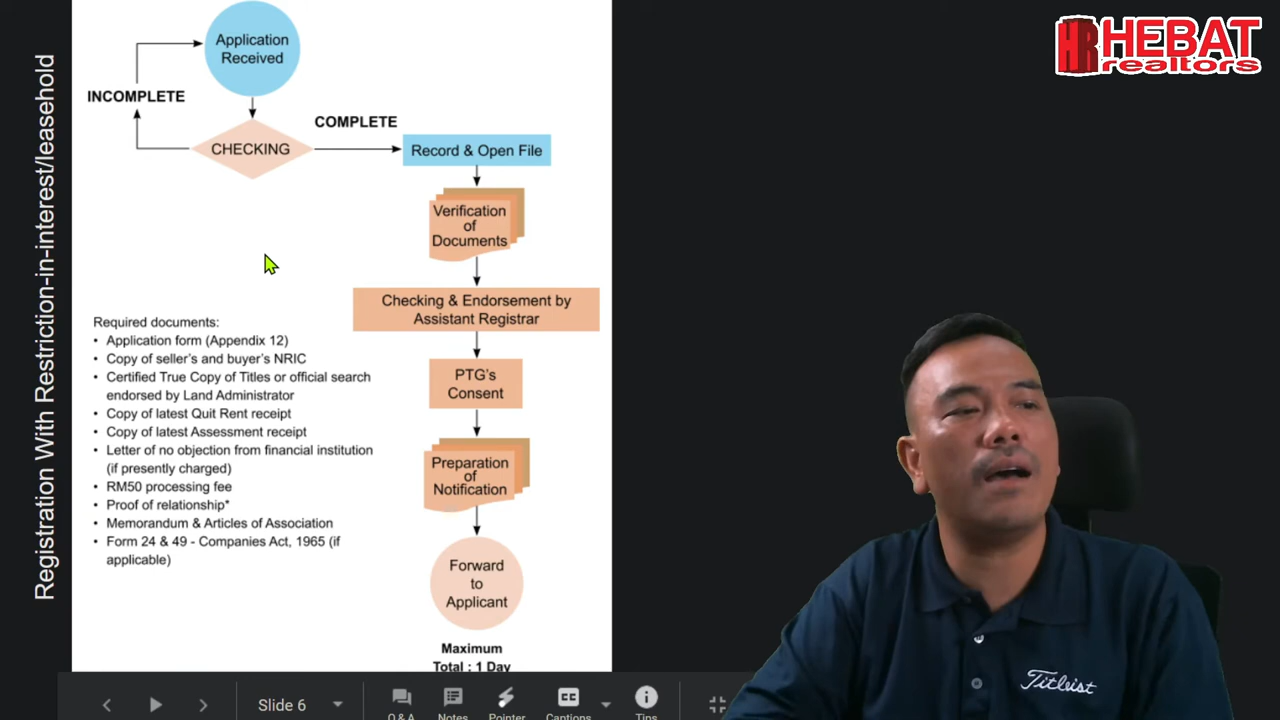 Registration With Restriction-in-interest/leasehold
Application
Received
INCOMPLETE
CHECKING
COMPLETE
Record & Open File
Verification
of
Documents
Checking & Endorsement by
Assistant Registrar
PTG's
Consent
Preparation
of
Notification
Forward
to
Applicant
Maximum
Total : 1 Day
Required documents:
• Application form (Appendix 12)
• Copy of seller's and buyer's NRIC
• Certified True Copy of Titles or official search
endorsed by Land Administrator
• Copy of latest Quit Rent receipt
• Copy of latest Assessment receipt
• Letter of no objection from financial institution
(if presently charged)
• RM50 processing fee
• Proof of relationship*
• Memorandum & Articles of Association
• Form 24 & 49 - Companies Act, 1965 (if
applicable)
HR HEBAT
realtors
Titleist
Slide 6
Q & A
Notes
Pointer
Captions
Tips